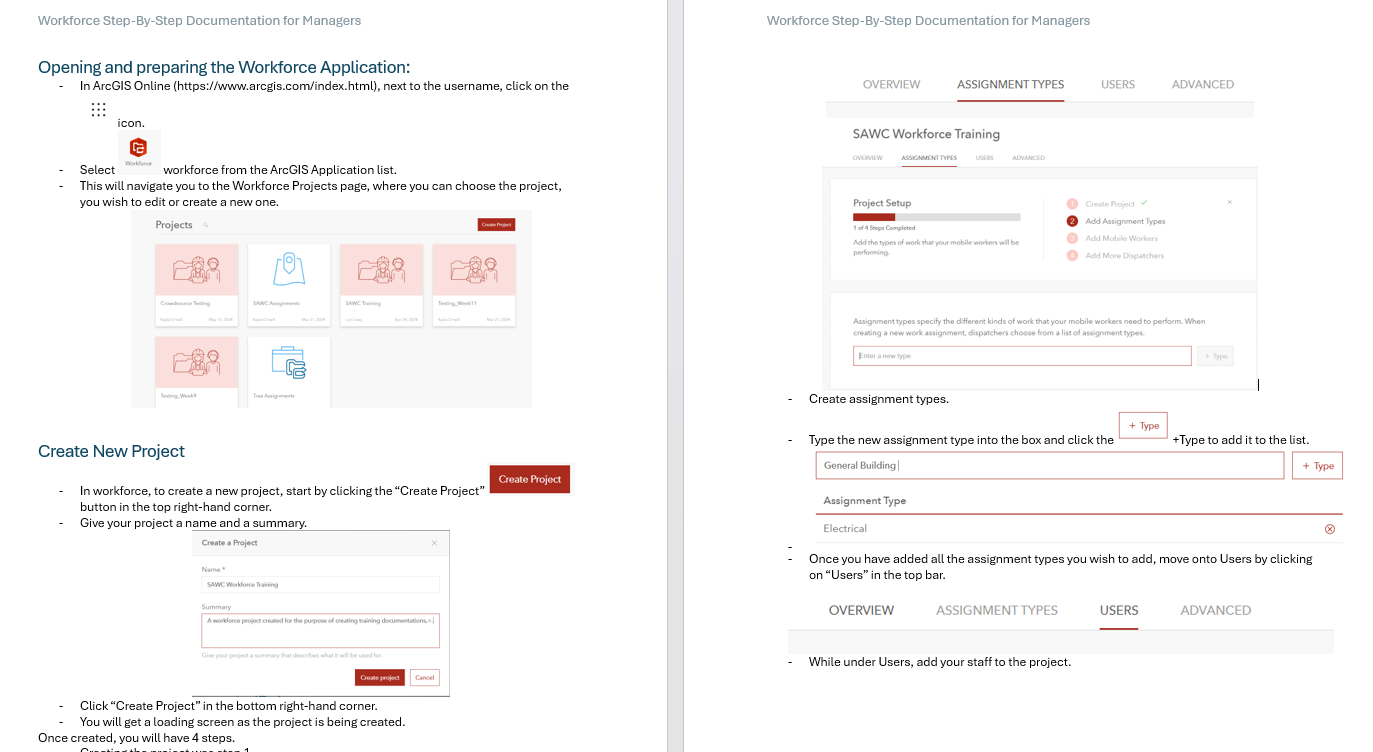 Workforce Step-By-Step Documentation for Managers
Opening and preparing the Workforce Application:
- In ArcGIS Online (https://www.arcgis.com/index.html), next to the username, click on the
icon.
Workforce
- Select workforce from the ArcGIS Application list.
- This will navigate you to the Workforce Projects page, where you can choose the project,
you wish to edit or create a new one.
Projects
Create Project
Crowdsource Testing
SAWC Assignments
SAWC Training
Testing_Week11
Testing_Week9
Tree Assignments
Create New Project
- In workforce, to create a new project, start by clicking the “Create Project” Create Project
button in the top right-hand corner.
- Give your project a name and a summary.
Create a Project
Name *
SAWC Workforce Training
Summary
A workforce project created for the purpose of creating training documentations,
Give your project a summary that describes what it will be used for.
Create project Cancel
- Click “Create Project” in the bottom right-hand corner.
- You will get a loading screen as the project is being created.
Once created, you will have 4 steps.
- Creating the project was step 1
Workforce Step-By-Step Documentation for Managers
OVERVIEW ASSIGNMENT TYPES USERS ADVANCED
SAWC Workforce Training
OVERVIEW ASSIGNMENT TYPES USERS ADVANCED
Project Setup
1 of 4 Steps Completed
Add the types of work that your mobile workers will be
performing.
1 Create Project
2 Add Assignment Types
3 Add Mobile Workers
4 Add More Dispatchers
Assignment types specify the different kinds of work that your mobile workers need to perform. When
creating a new work assignment, dispatchers choose from a list of assignment types.
Enter a new type + Type
- Create assignment types.
- Type the new assignment type into the box and click the + Type +Type to add it to the list.
General Building + Type
Assignment Type
Electrical
-
- Once you have added all the assignment types you wish to add, move onto Users by clicking
on “Users” in the top bar.
OVERVIEW ASSIGNMENT TYPES USERS ADVANCED
- While under Users, add your staff to the project.